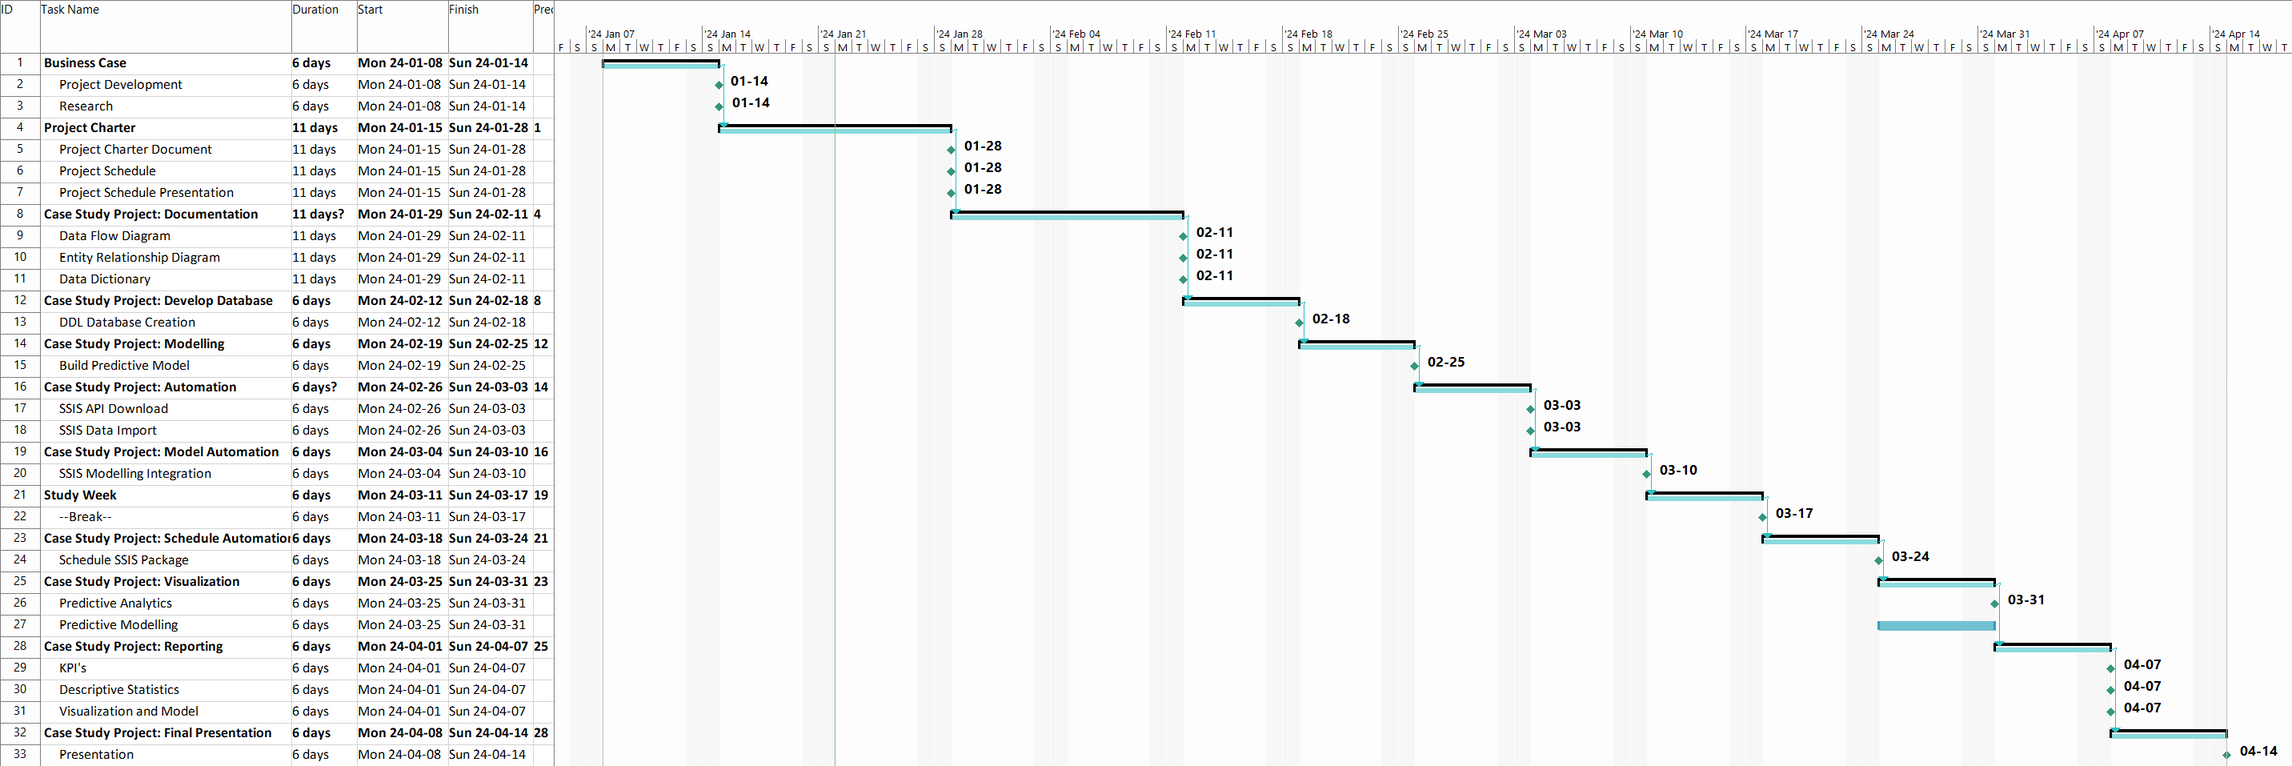 ID Task Name Duration Start Finish Pred
'24 Jan 07 '24 Jan 14 '24 Jan 21 '24 Jan 28 '24 Feb 04 '24 Feb 11 '24 Feb 18 '24 Feb 25 '24 Mar 03 '24 Mar 10 '24 Mar 17 '24 Mar 24 '24 Mar 31 '24 Apr 07 '24 Apr 14
F S S M T W T F S S M T W T F S S M T W T F S S M T W T F S S M T W T F S S M T W T F S S M T W T F S S M T W T F S S M T W T F S S M T W T F S S M T W T F S S M T W T F S S M T W T F S S M T W T F S S M T W T F S S M T W T
1 Business Case 6 days Mon 24-01-08 Sun 24-01-14
2 Project Development 6 days Mon 24-01-08 Sun 24-01-14 01-14
3 Research 6 days Mon 24-01-08 Sun 24-01-14 01-14
4 Project Charter 11 days Mon 24-01-15 Sun 24-01-28 1
5 Project Charter Document 11 days Mon 24-01-15 Sun 24-01-28 01-28
6 Project Schedule 11 days Mon 24-01-15 Sun 24-01-28 01-28
7 Project Schedule Presentation 11 days Mon 24-01-15 Sun 24-01-28 01-28
8 Case Study Project: Documentation 11 days? Mon 24-01-29 Sun 24-02-11 4
9 Data Flow Diagram 11 days Mon 24-01-29 Sun 24-02-11 02-11
10 Entity Relationship Diagram 11 days Mon 24-01-29 Sun 24-02-11 02-11
11 Data Dictionary 11 days Mon 24-01-29 Sun 24-02-11 02-11
12 Case Study Project: Develop Database 6 days Mon 24-02-12 Sun 24-02-18 8
13 DDL Database Creation 6 days Mon 24-02-12 Sun 24-02-18 02-18
14 Case Study Project: Modelling 6 days Mon 24-02-19 Sun 24-02-25 12
15 Build Predictive Model 6 days Mon 24-02-19 Sun 24-02-25 02-25
16 Case Study Project: Automation 6 days? Mon 24-02-26 Sun 24-03-03 14
17 SSIS API Download 6 days Mon 24-02-26 Sun 24-03-03 03-03
18 SSIS Data Import 6 days Mon 24-02-26 Sun 24-03-03 03-03
19 Case Study Project: Model Automation 6 days Mon 24-03-04 Sun 24-03-10 16
20 SSIS Modelling Integration 6 days Mon 24-03-04 Sun 24-03-10 03-10
21 Study Week 6 days Mon 24-03-11 Sun 24-03-17 19
22 --Break-- 6 days Mon 24-03-11 Sun 24-03-17 03-17
23 Case Study Project: Schedule Automation 6 days Mon 24-03-18 Sun 24-03-24 21
24 Schedule SSIS Package 6 days Mon 24-03-18 Sun 24-03-24 03-24
25 Case Study Project: Visualization 6 days Mon 24-03-25 Sun 24-03-31 23
26 Predictive Analytics 6 days Mon 24-03-25 Sun 24-03-31 03-31
27 Predictive Modelling 6 days Mon 24-03-25 Sun 24-03-31
28 Case Study Project: Reporting 6 days Mon 24-04-01 Sun 24-04-07 25
29 KPI's 6 days Mon 24-04-01 Sun 24-04-07 04-07
30 Descriptive Statistics 6 days Mon 24-04-01 Sun 24-04-07 04-07
31 Visualization and Model 6 days Mon 24-04-01 Sun 24-04-07 04-07
32 Case Study Project: Final Presentation 6 days Mon 24-04-08 Sun 24-04-14 28
33 Presentation 6 days Mon 24-04-08 Sun 24-04-14 04-14